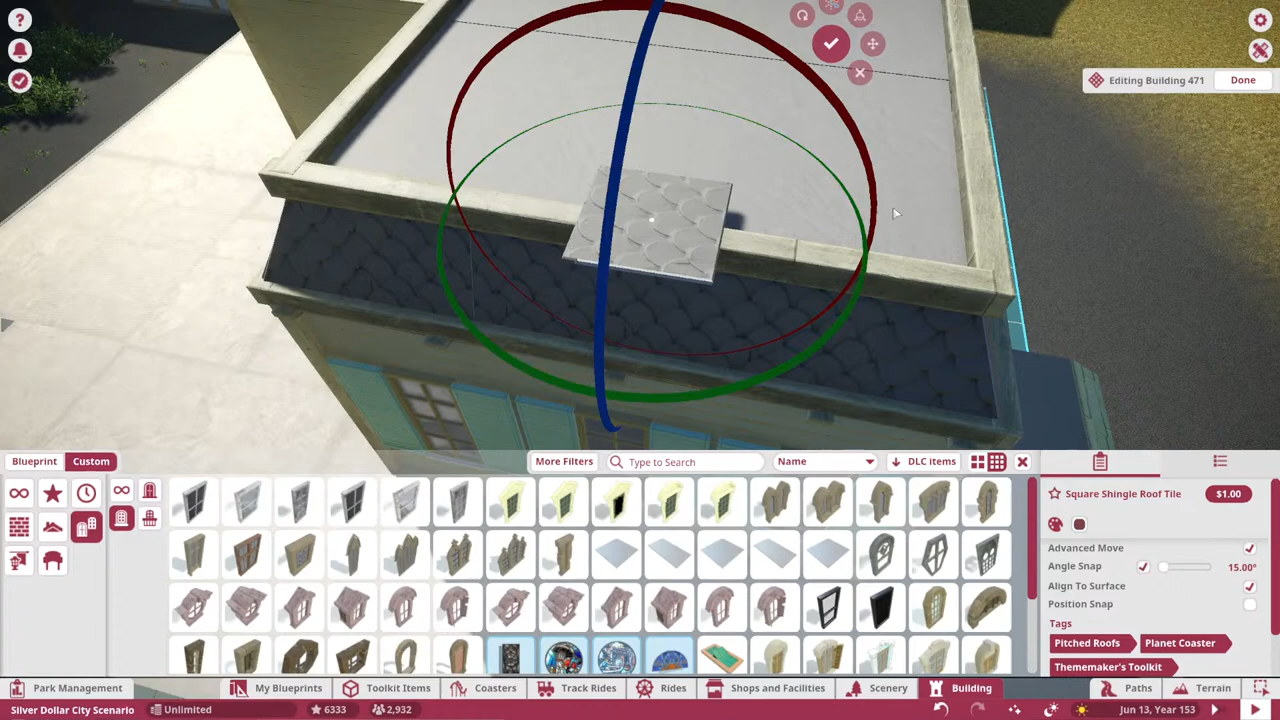 ?
Editing Building 471
Done
Blueprint
Custom
More Filters
Type to Search
Name
DLC items
Square Shingle Roof Tile
$1.00
Advanced Move
Angle Snap
15.00°
Align To Surface
Position Snap
Tags
Pitched Roofs
Planet Coaster
Thememaker's Toolkit
Park Management
My Blueprints
Toolkit Items
Coasters
Track Rides
Rides
Shops and Facilities
Scenery
Building
Paths
Terrain
Silver Dollar City Scenario
Unlimited
6333
2,932
Jun 13, Year 153